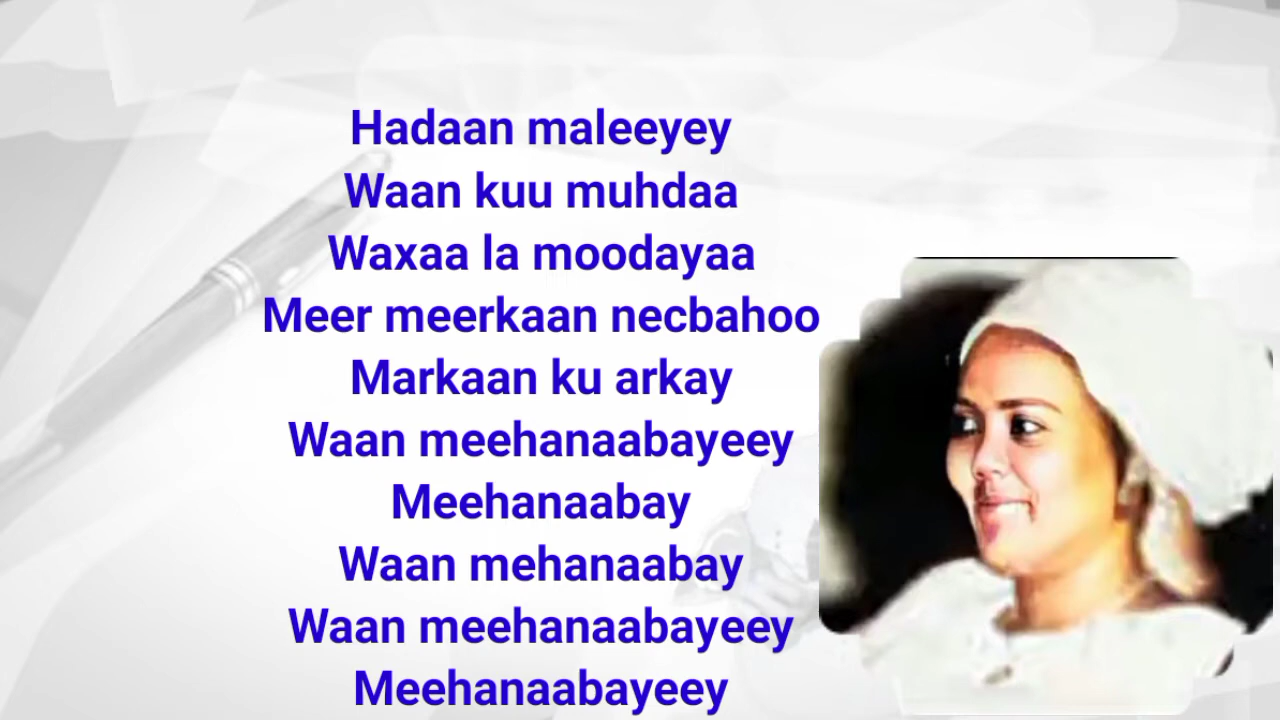 Hadaan maleeyey
Waan kuu muhdaa
Waxaa la moodayaa
Meer meerkaan necbahoo
Markaan ku arkay
Waan meehanaabayeey
Meehanaabay
Waan mehanaabay
Waan meehanaabayeey
Meehanaabayeey